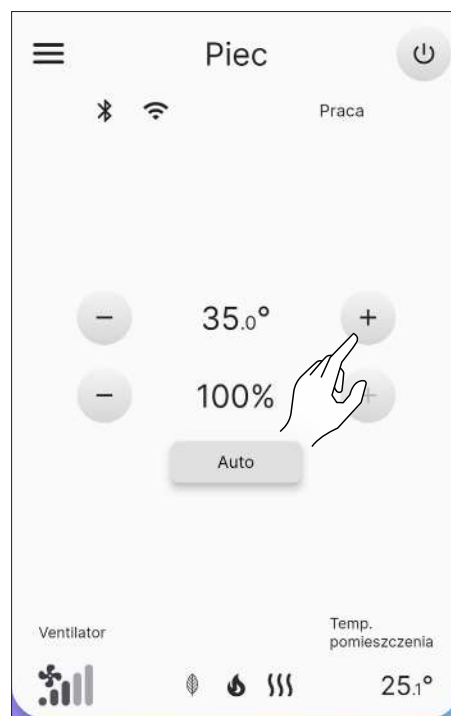 Piec
Praca
− 35.0° +
− 100% +
Auto
Ventilator
Temp.
pomieszczenia
25.1°